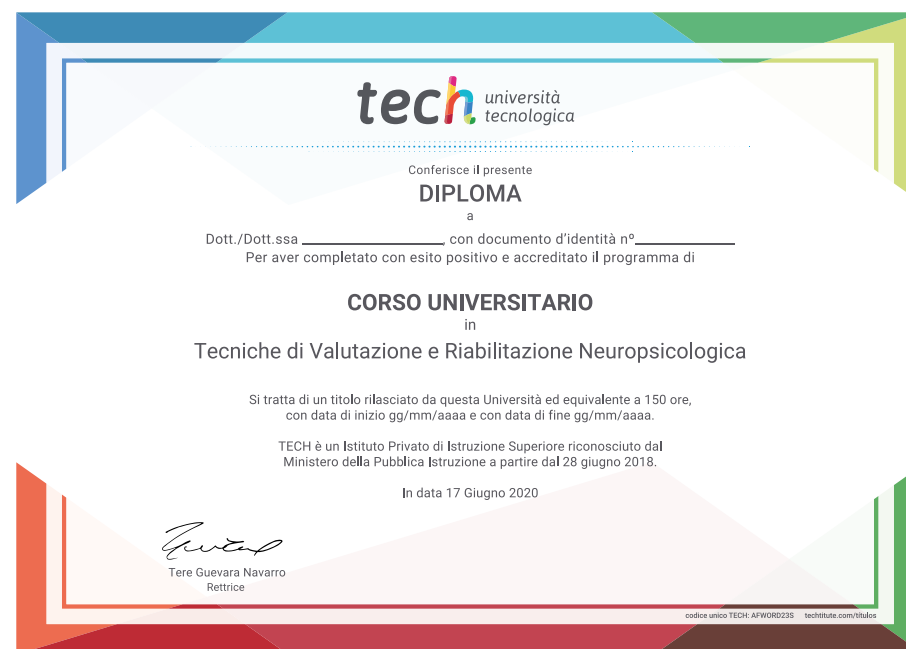 tech università
tecnologica
Conferisce il presente
DIPLOMA
a
Dott./Dott.ssa ____________________, con documento d'identità nº______________
Per aver completato con esito positivo e accreditato il programma di
CORSO UNIVERSITARIO
in
Tecniche di Valutazione e Riabilitazione Neuropsicologica
Si tratta di un titolo rilasciato da questa Università ed equivalente a 150 ore,
con data di inizio gg/mm/aaaa e con data di fine gg/mm/aaaa.
TECH è un Istituto Privato di Istruzione Superiore riconosciuto dal
Ministero della Pubblica Istruzione a partire dal 28 giugno 2018.
In data 17 Giugno 2020
Tere Guevara Navarro
Rettrice
codice unico TECH: AFWORD23S techtitute.com/titulos